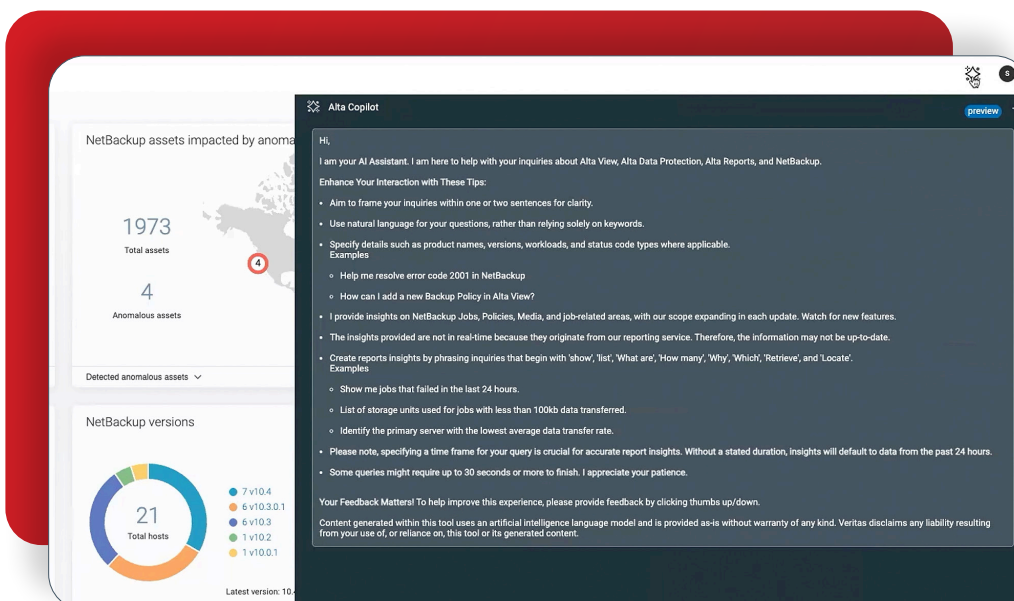 S
Alta Copilot
preview
NetBackup assets impacted by anoma
1973
Total assets
4
Anomalous assets
4
Detected anomalous assets
NetBackup versions
21
Total hosts
7 v10.4
6 v10.3.0.1
6 v10.3
1 v10.2
1 v10.0.1
Latest version: 10.4
Hi,
I am your AI Assistant. I am here to help with your inquiries about Alta View, Alta Data Protection, Alta Reports, and NetBackup.
Enhance Your Interaction with These Tips:
• Aim to frame your inquiries within one or two sentences for clarity.
• Use natural language for your questions, rather than relying solely on keywords.
• Specify details such as product names, versions, workloads, and status code types where applicable.
Examples
◦ Help me resolve error code 2001 in NetBackup
◦ How can I add a new Backup Policy in Alta View?
• I provide insights on NetBackup Jobs, Policies, Media, and job-related areas, with our scope expanding in each update. Watch for new features.
• The insights provided are not in real-time because they originate from our reporting service. Therefore, the information may not be up-to-date.
• Create reports insights by phrasing inquiries that begin with 'show', 'list', 'What are', 'How many', 'Why', 'Which', 'Retrieve', and 'Locate'.
Examples
◦ Show me jobs that failed in the last 24 hours.
◦ List of storage units used for jobs with less than 100kb data transferred.
◦ Identify the primary server with the lowest average data transfer rate.
• Please note, specifying a time frame for your query is crucial for accurate report insights. Without a stated duration, insights will default to data from the past 24 hours.
• Some queries might require up to 30 seconds or more to finish. I appreciate your patience.
Your Feedback Matters! To help improve this experience, please provide feedback by clicking thumbs up/down.
Content generated within this tool uses an artificial intelligence language model and is provided as-is without warranty of any kind. Veritas disclaims any liability resulting
from your use of, or reliance on, this tool or its generated content.